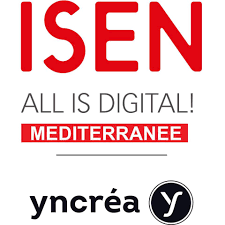 ISEN
ALL IS DIGITAL!
MEDITERRANEE
yncréa y